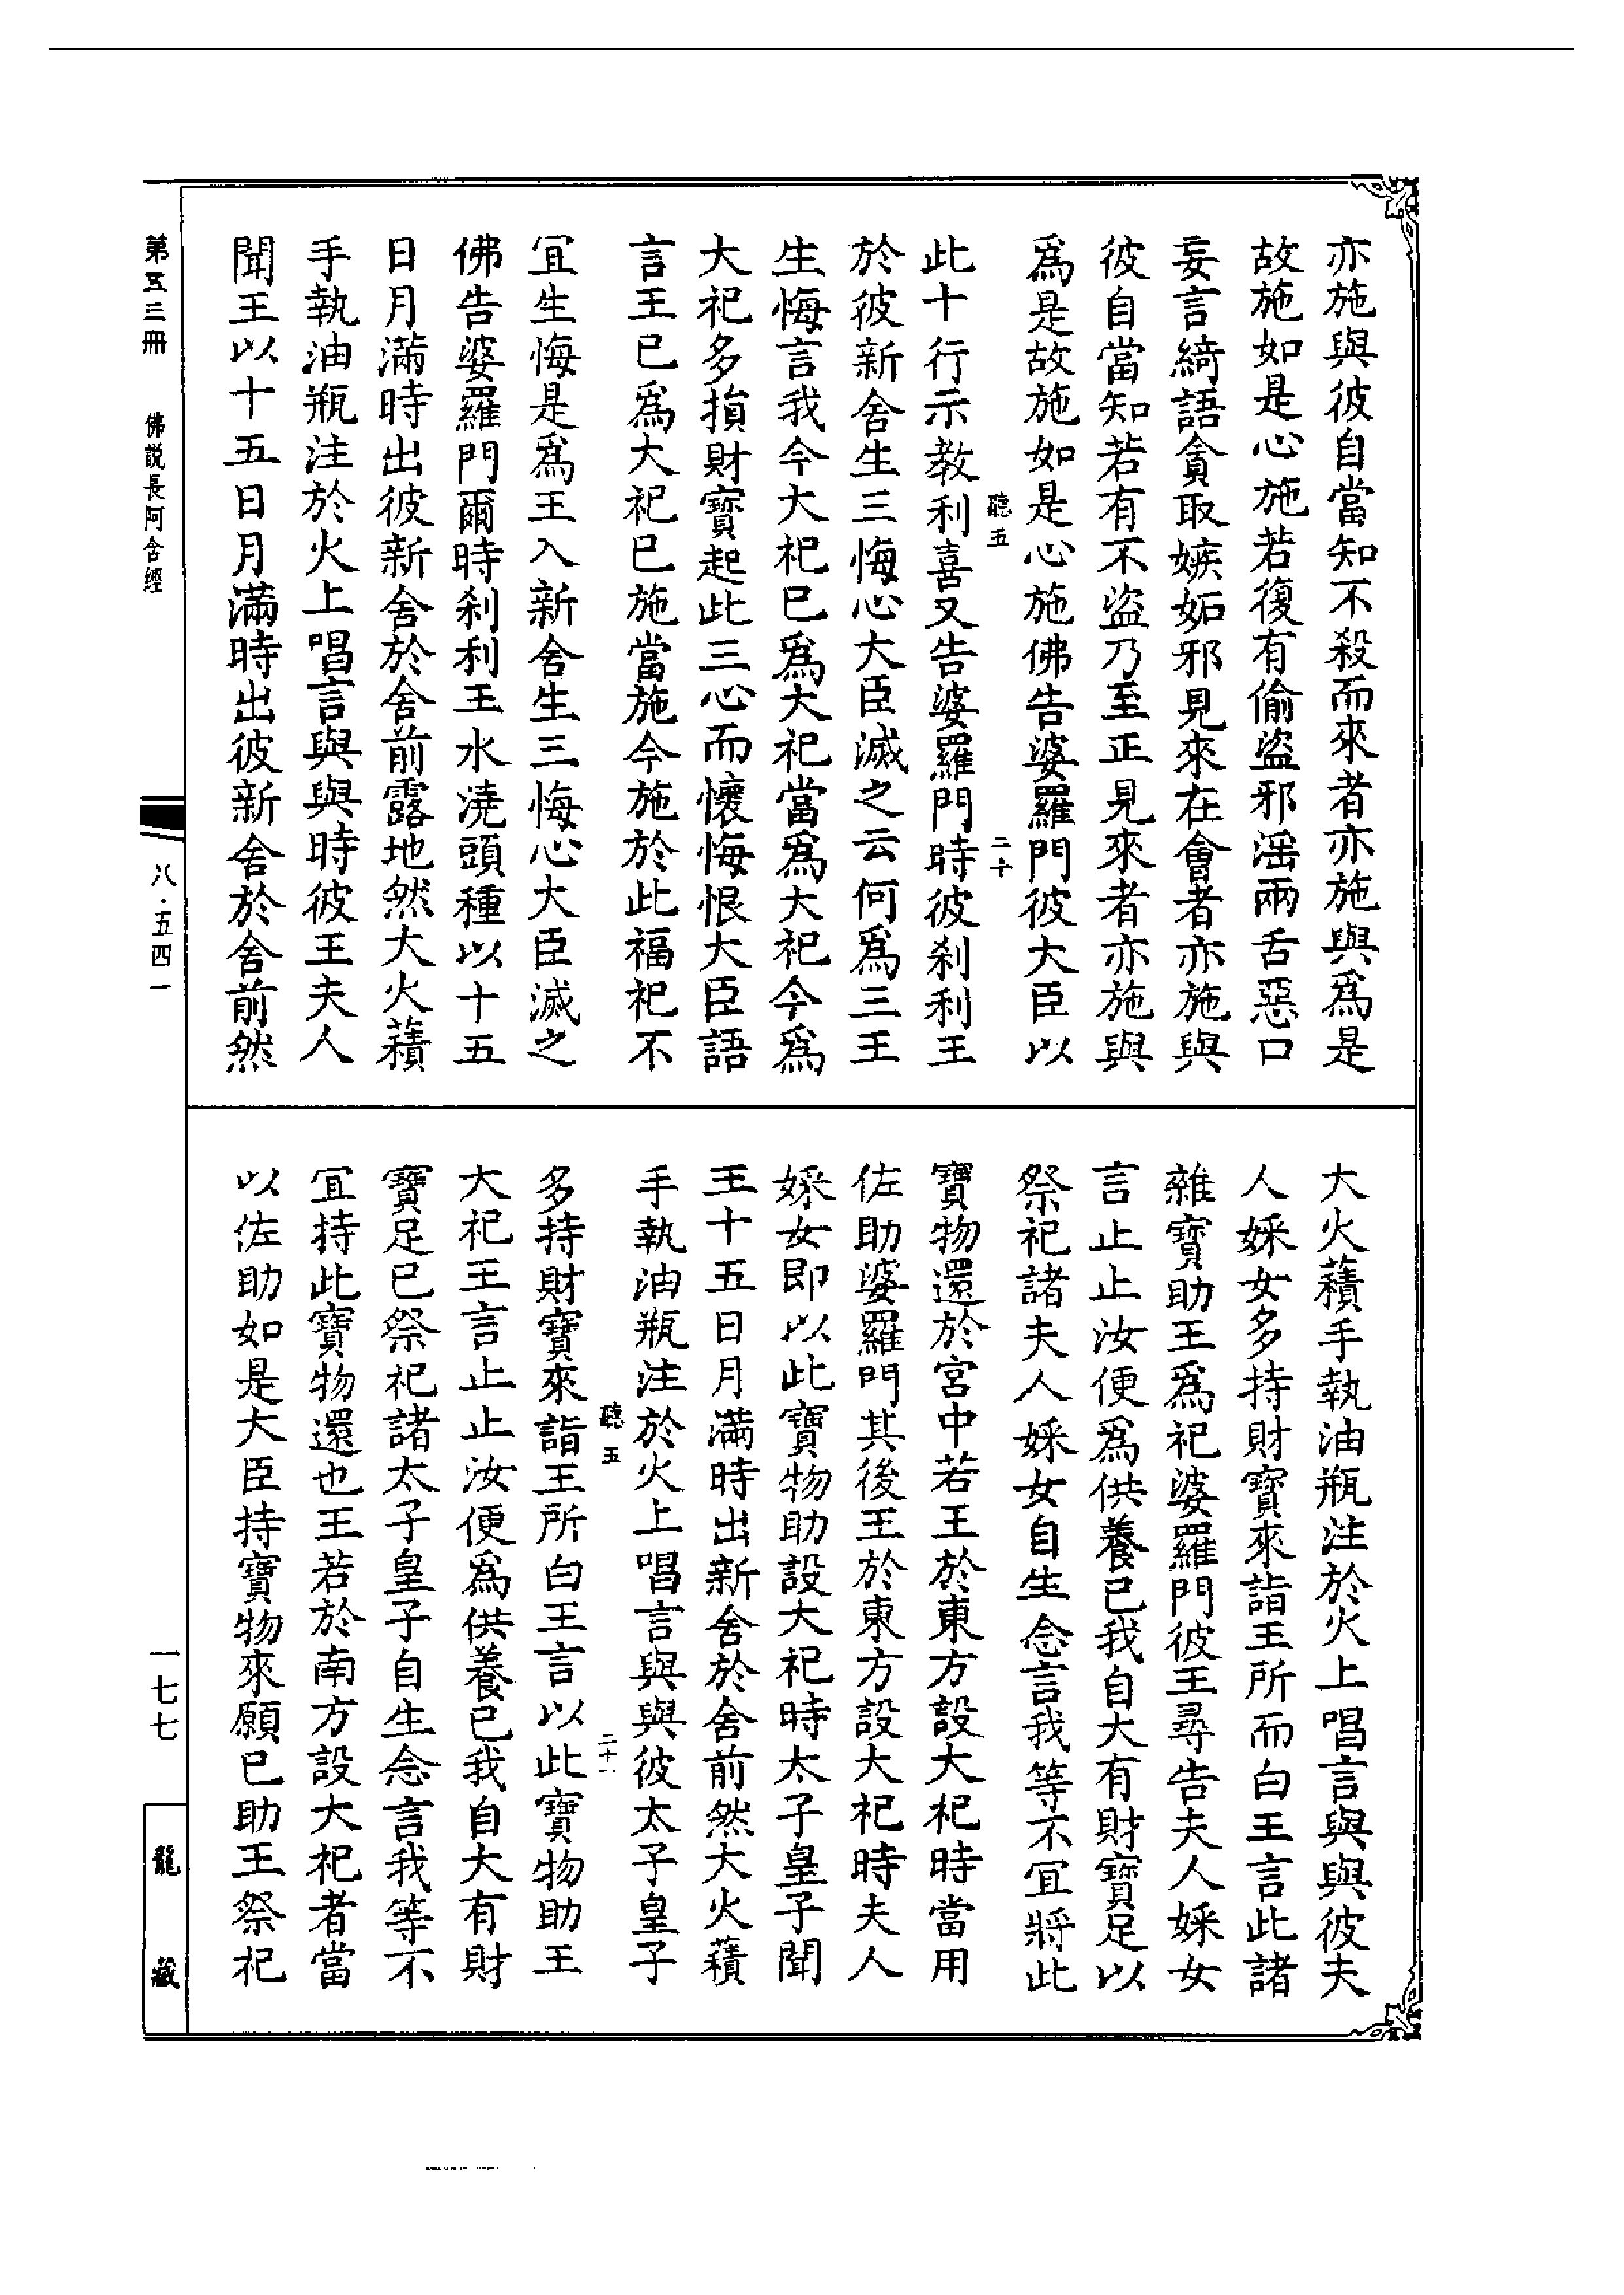 亦施與彼自當知不殺而來者亦施與爲是
故施如是心施若復有偷盜邪淫兩舌惡口
妄言綺語貪取嫉妬邪見來在會者亦施與
彼自當知若有不盜乃至正見來者亦施與
爲是故施如是心施佛告婆羅門彼大臣以
聽五
二十
此十行示教利喜又告婆羅門時彼刹利王
於彼新舍生三悔心大臣滅之云何爲三王
生悔言我今大祀已爲大祀當爲大祀今爲
大祀多損財寶起此三心而懷悔恨大臣語
言王已爲大祀已施當施今施於此福祀不
宜生悔是爲王入新舍生三悔心大臣滅之
佛告婆羅門爾時刹利王水澆頭種以十五
日月滿時出彼新舍於舍前露地然大火𧂐
手執油瓶注於火上唱言與與時彼王夫人
聞王以十五日月滿時出彼新舍於舍前然
大火𧂐手執油瓶注於火上唱言與與彼夫
人婇女多持財寶來詣王所而白王言此諸
雜寶助王爲祀婆羅門彼王尋告夫人婇女
言止止汝便爲供養已我自大有財寶足以
祭祀諸夫人婇女自生念言我等不宜將此
寶物還於宮中若王於東方設大祀時當用
佐助婆羅門其後王於東方設大祀時夫人
婇女即以此寶物助設大祀時太子皇子聞
王十五日月滿時出新舍於舍前然大火𧂐
手執油瓶注於火上唱言與與彼太子皇子
聽五
二十一
多持財寶來詣王所白王言以此寶物助王
大祀王言止止汝便爲供養已我自大有財
寶足已祭祀諸太子皇子自生念言我等不
宜持此寶物還也王若於南方設大祀者當
以佐助如是大臣持寶物來願已助王祭祀
第五三冊　佛説長阿含經
八·五四一
一七七
龍藏